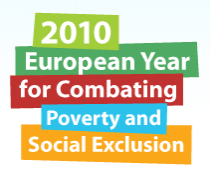 2010
European Year
for Combating
Poverty and
Social Exclusion